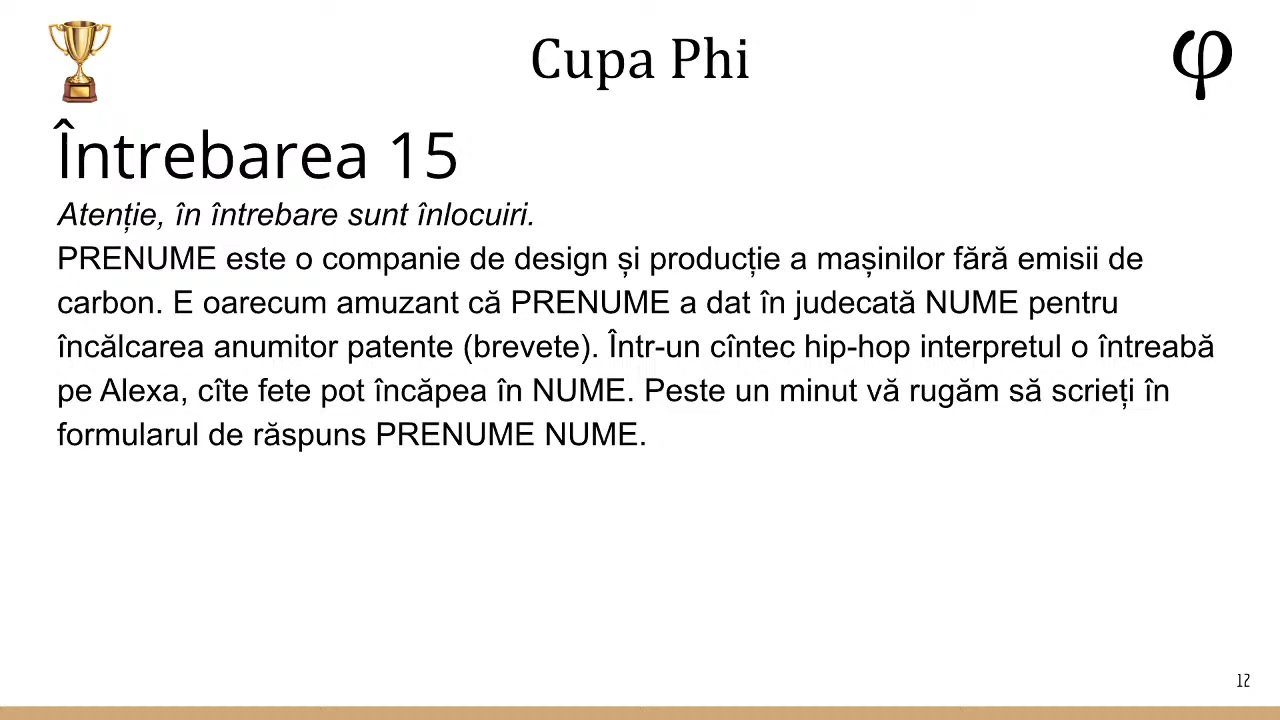 Cupa Phi
φ
Întrebarea 15
Atenție, în întrebare sunt înlocuiri.
PRENUME este o companie de design și producție a mașinilor fără emisii de
carbon. E oarecum amuzant că PRENUME a dat în judecată NUME pentru
încălcarea anumitor patente (brevete). Într-un cîntec hip-hop interpretul o întreabă
pe Alexa, cîte fete pot încăpea în NUME. Peste un minut vă rugăm să scrieți în
formularul de răspuns PRENUME NUME.
12